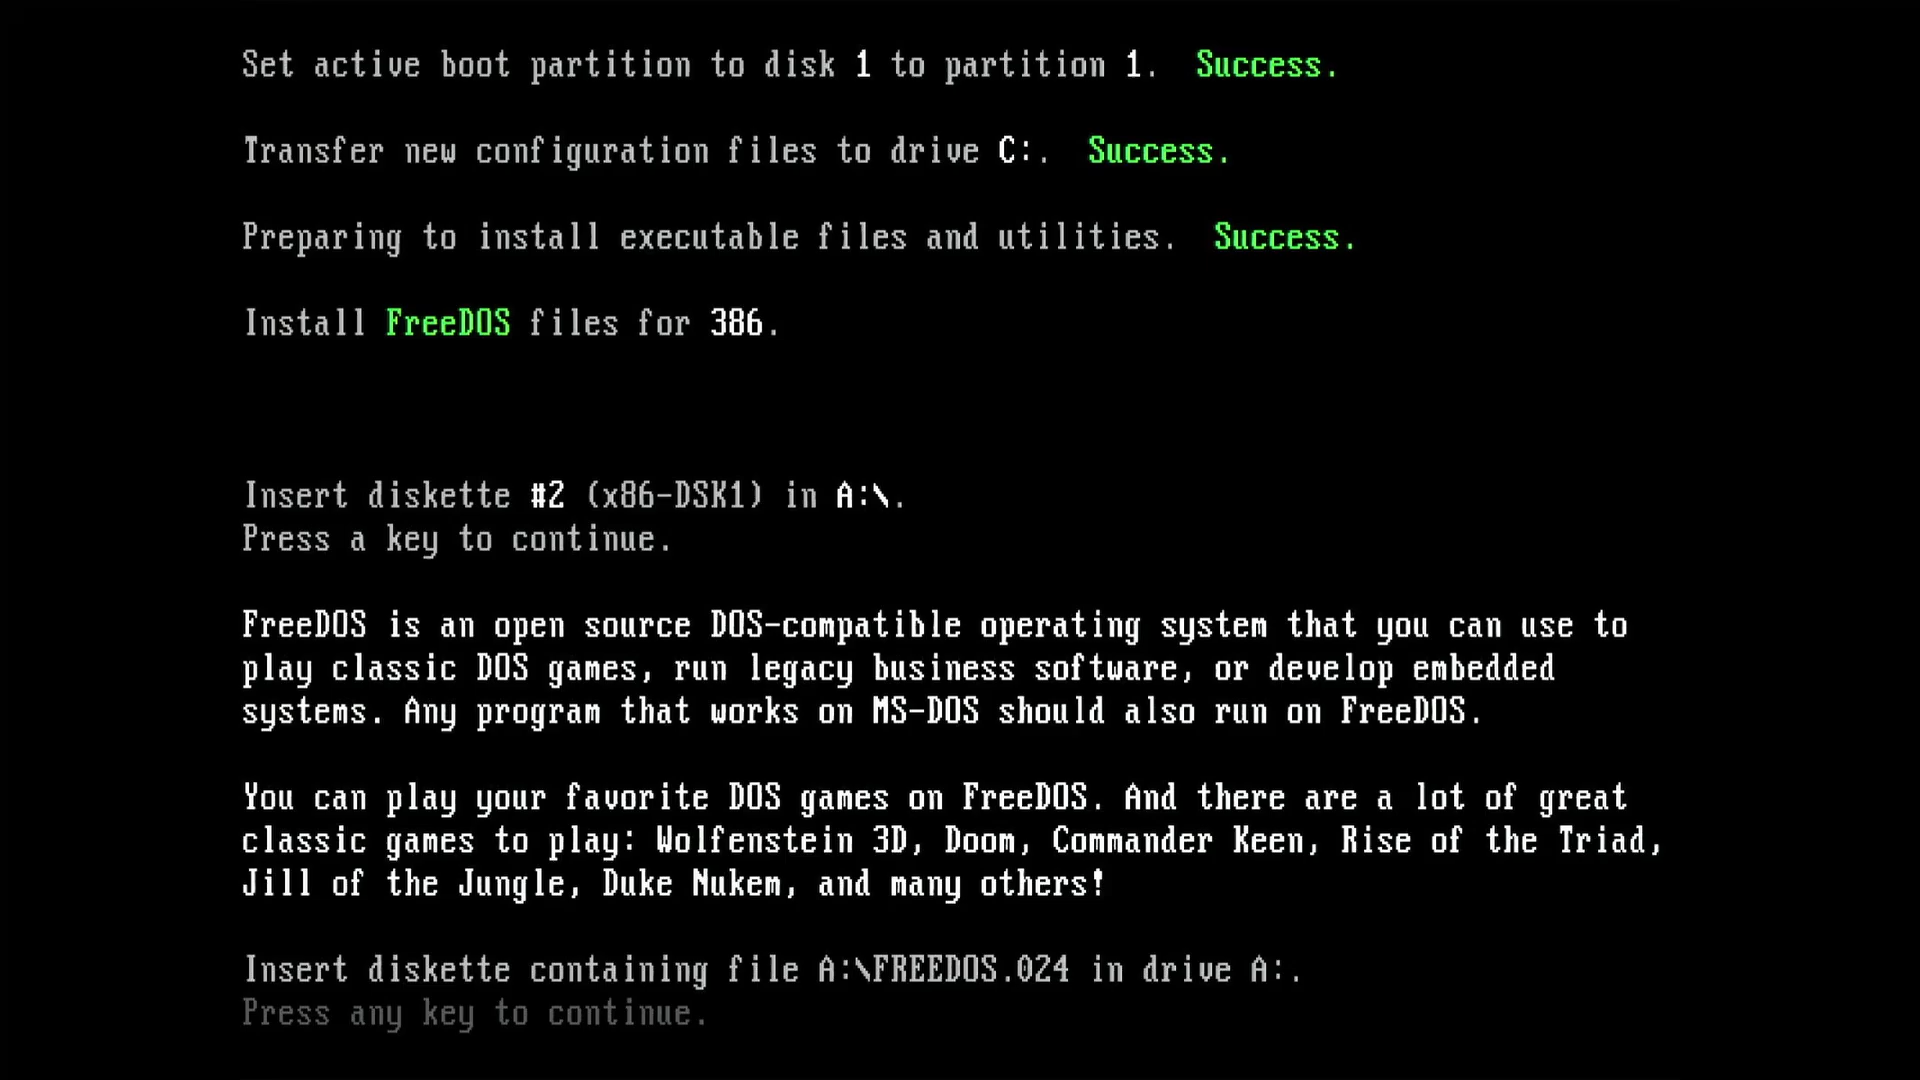 Set active boot partition to disk 1 to partition 1.  Success.
Transfer new configuration files to drive C:.  Success.
Preparing to install executable files and utilities.  Success.
Install FreeDOS files for 386.
Insert diskette #2 (x86-DSK1) in A:\.
Press a key to continue.
FreeDOS is an open source DOS-compatible operating system that you can use to
play classic DOS games, run legacy business software, or develop embedded
systems. Any program that works on MS-DOS should also run on FreeDOS.
You can play your favorite DOS games on FreeDOS. And there are a lot of great
classic games to play: Wolfenstein 3D, Doom, Commander Keen, Rise of the Triad,
Jill of the Jungle, Duke Nukem, and many others!
Insert diskette containing file A:\FREEDOS.024 in drive A:.
Press any key to continue.